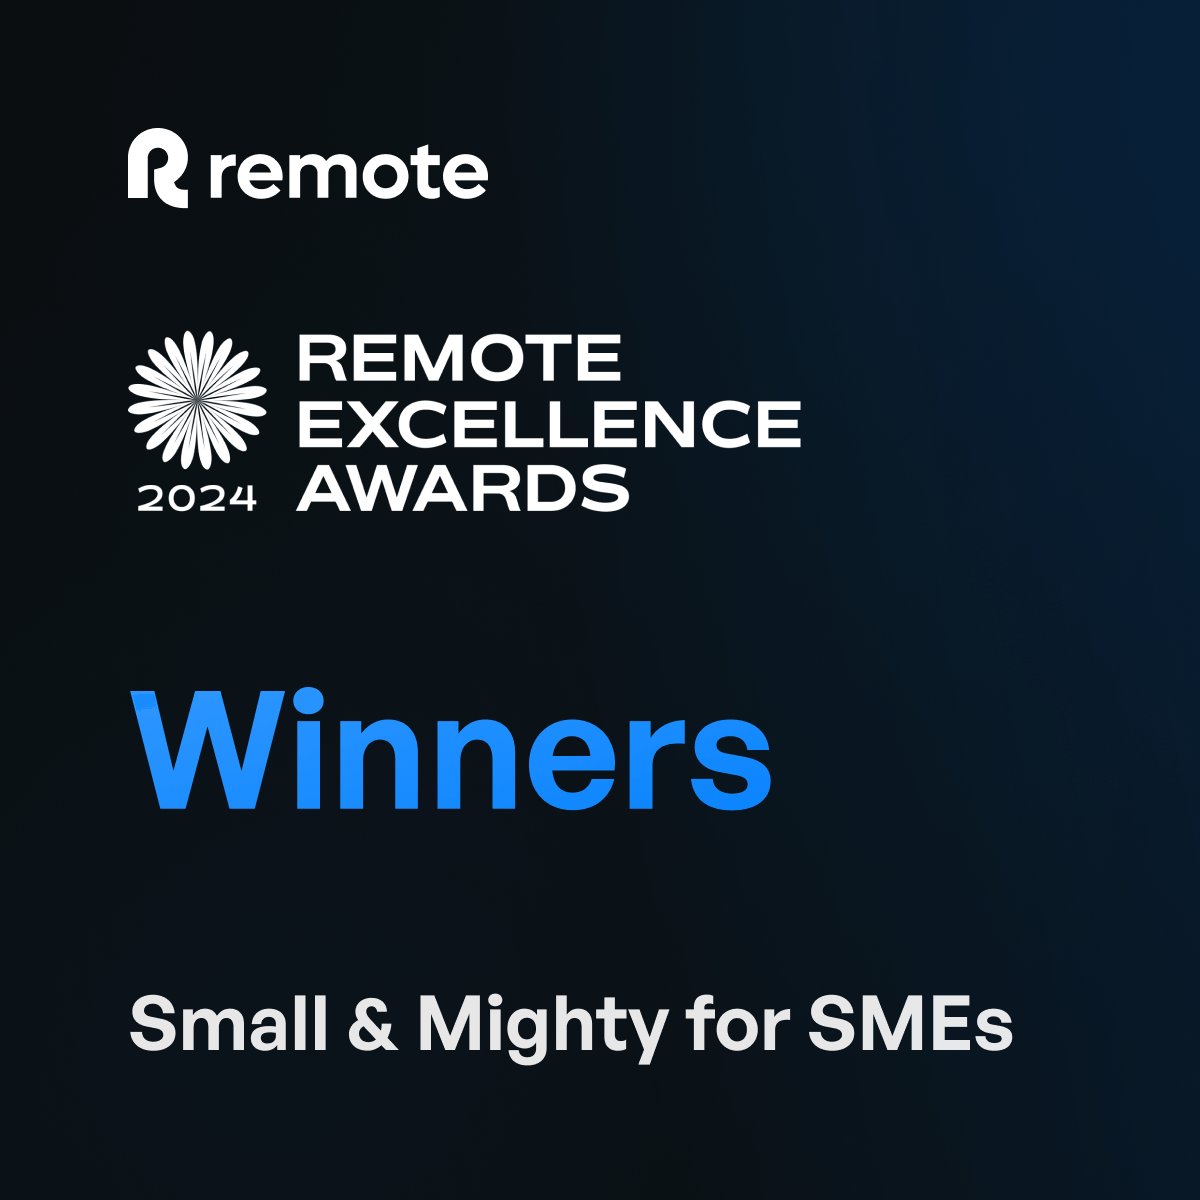 remote
REMOTE
EXCELLENCE
AWARDS
2024
Winners
Small & Mighty for SMEs